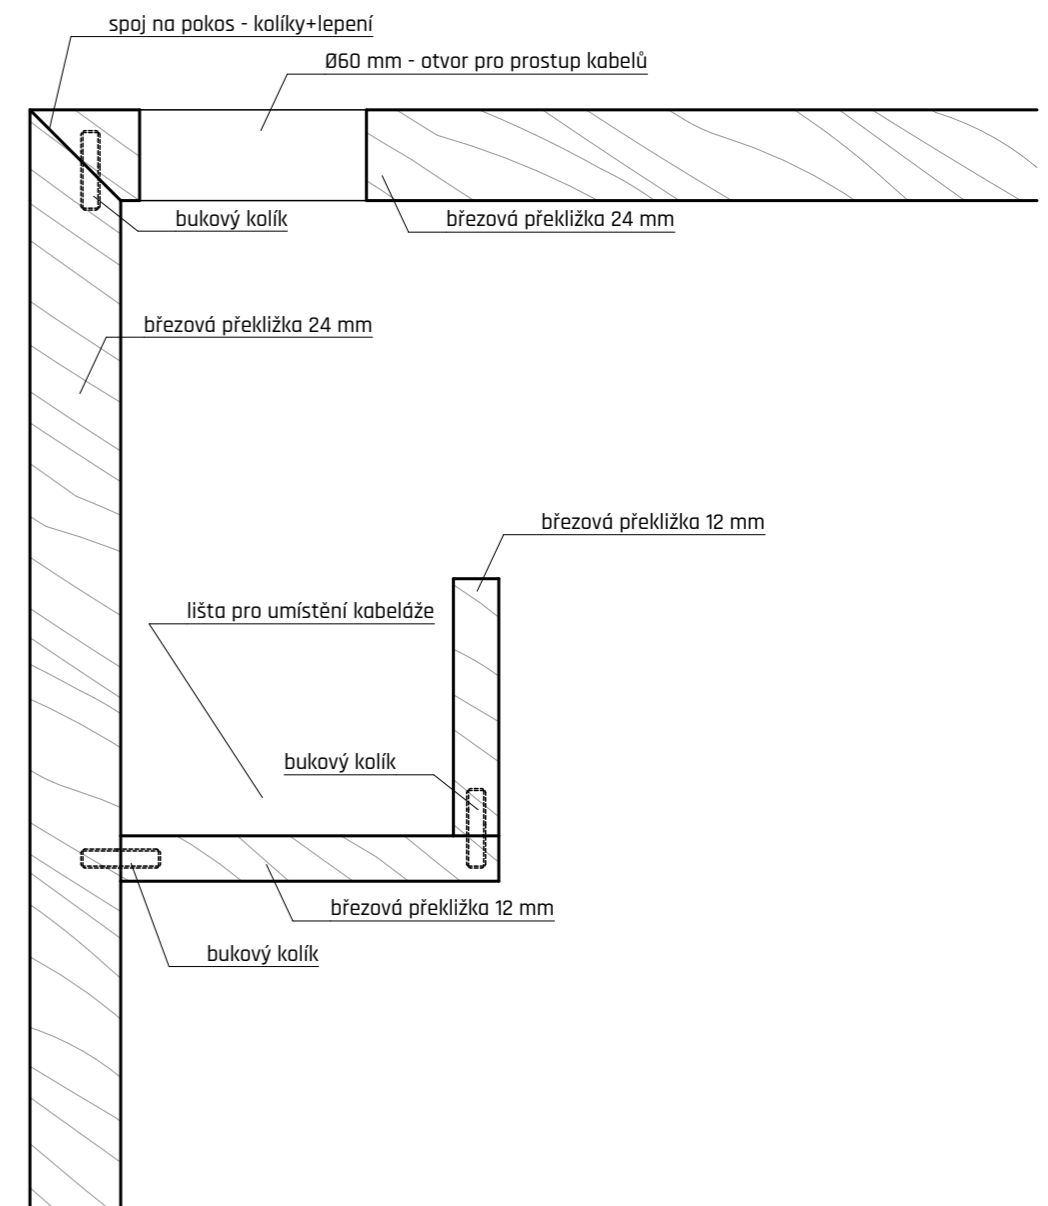 spoj na pokos - kolíky+lepení
Ø60 mm - otvor pro prostup kabelů
bukový kolík
březová překližka 24 mm
březová překližka 24 mm
březová překližka 12 mm
lišta pro umístění kabeláže
bukový kolík
březová překližka 12 mm
bukový kolík